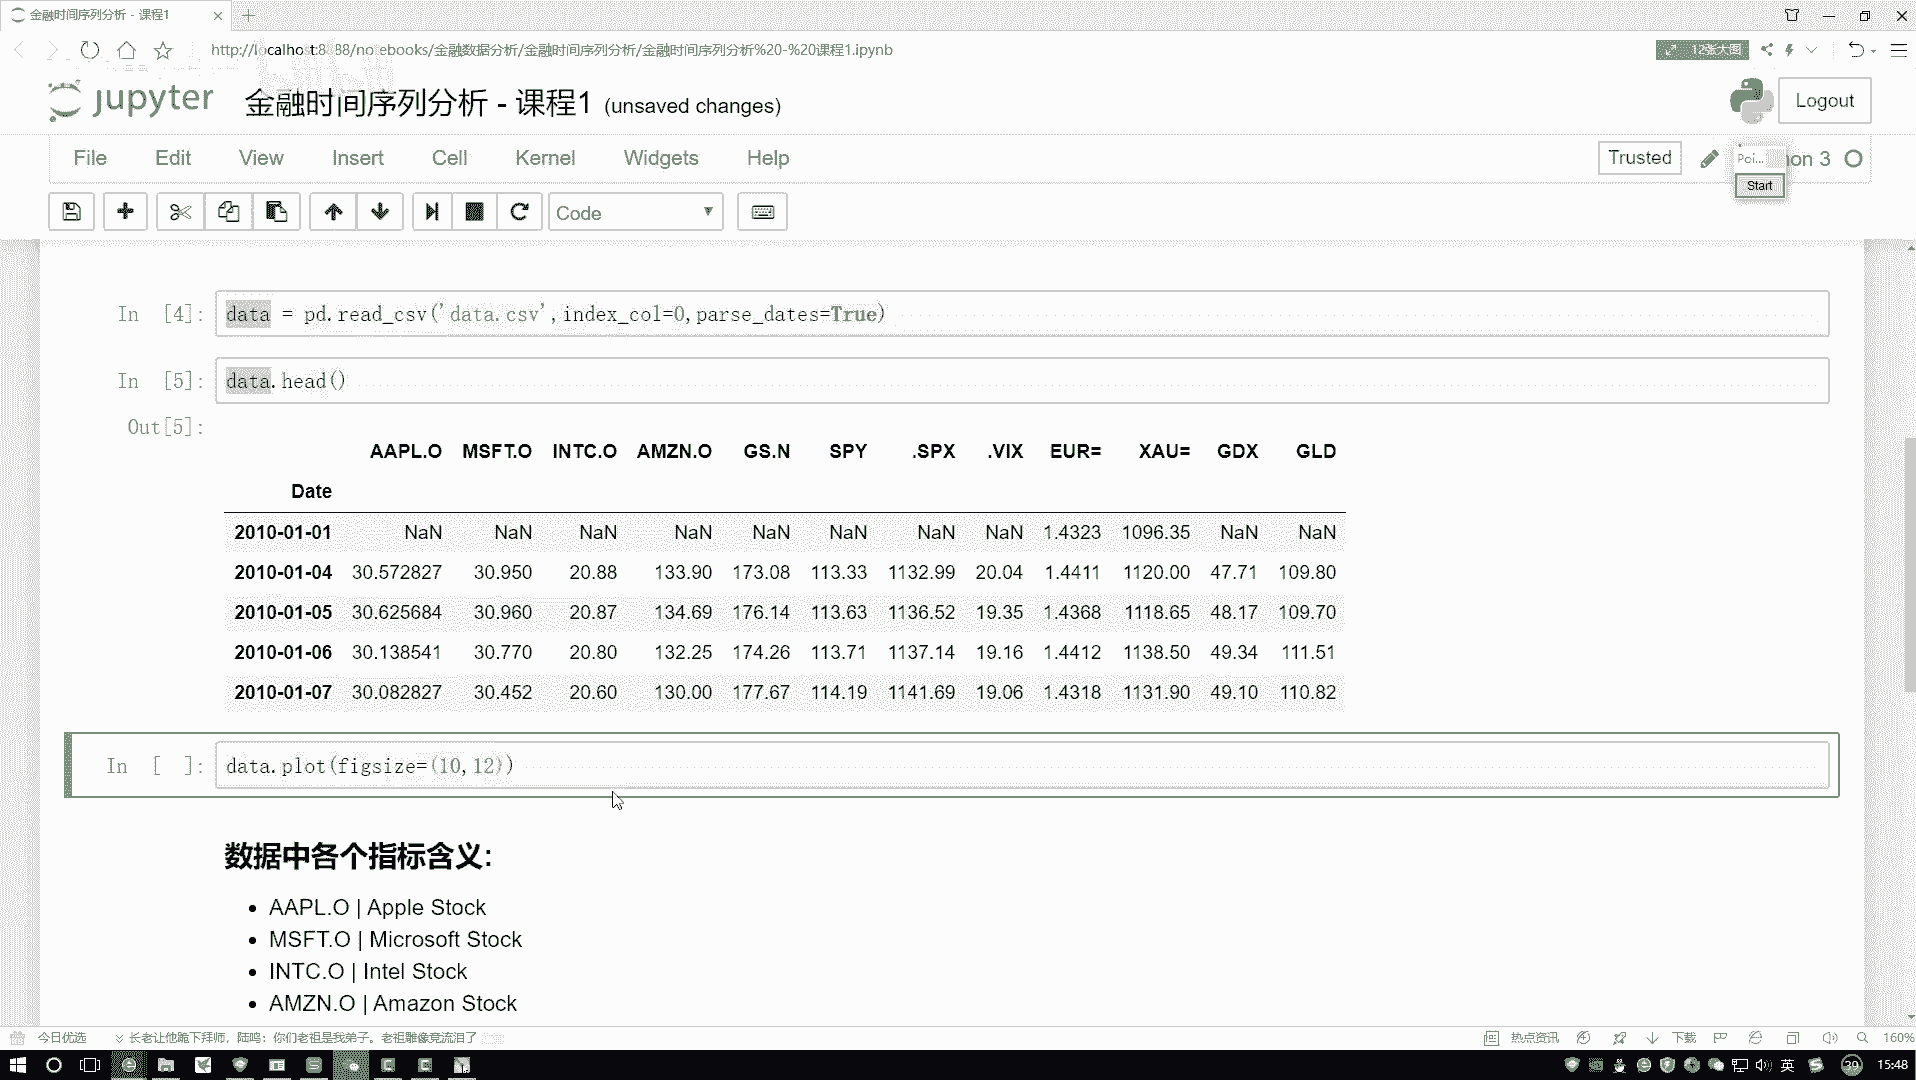 金融时间序列分析 - 课程1
http://localhost:8888/notebooks/金融数据分析/金融时间序列分析/金融时间序列分析%20-%20课程1.ipynb
12张大图
jupyter 金融时间序列分析 - 课程1 (unsaved changes)
Logout
File Edit View Insert Cell Kernel Widgets Help
Trusted
Poi... on 3
Start
Code
In [4]: data = pd.read_csv('data.csv',index_col=0,parse_dates=True)
In [5]: data.head()
Out[5]:
AAPL.O MSFT.O INTC.O AMZN.O GS.N SPY .SPX .VIX EUR= XAU= GDX GLD
Date
2010-01-01 NaN NaN NaN NaN NaN NaN NaN NaN 1.4323 1096.35 NaN NaN
2010-01-04 30.572827 30.950 20.88 133.90 173.08 113.33 1132.99 20.04 1.4411 1120.00 47.71 109.80
2010-01-05 30.625684 30.960 20.87 134.69 176.14 113.63 1136.52 19.35 1.4368 1118.65 48.17 109.70
2010-01-06 30.138541 30.770 20.80 132.25 174.26 113.71 1137.14 19.16 1.4412 1138.50 49.34 111.51
2010-01-07 30.082827 30.452 20.60 130.00 177.67 114.19 1141.69 19.06 1.4318 1131.90 49.10 110.82
In [ ]: data.plot(figsize=(10,12))
数据中各个指标含义:
• AAPL.O | Apple Stock
• MSFT.O | Microsoft Stock
• INTC.O | Intel Stock
• AMZN.O | Amazon Stock
今日优选 长老让他跪下拜师，陆鸣：你们老祖是我弟子。老祖雕像竟流泪了
热点资讯 下载 160%
英 39 15:48